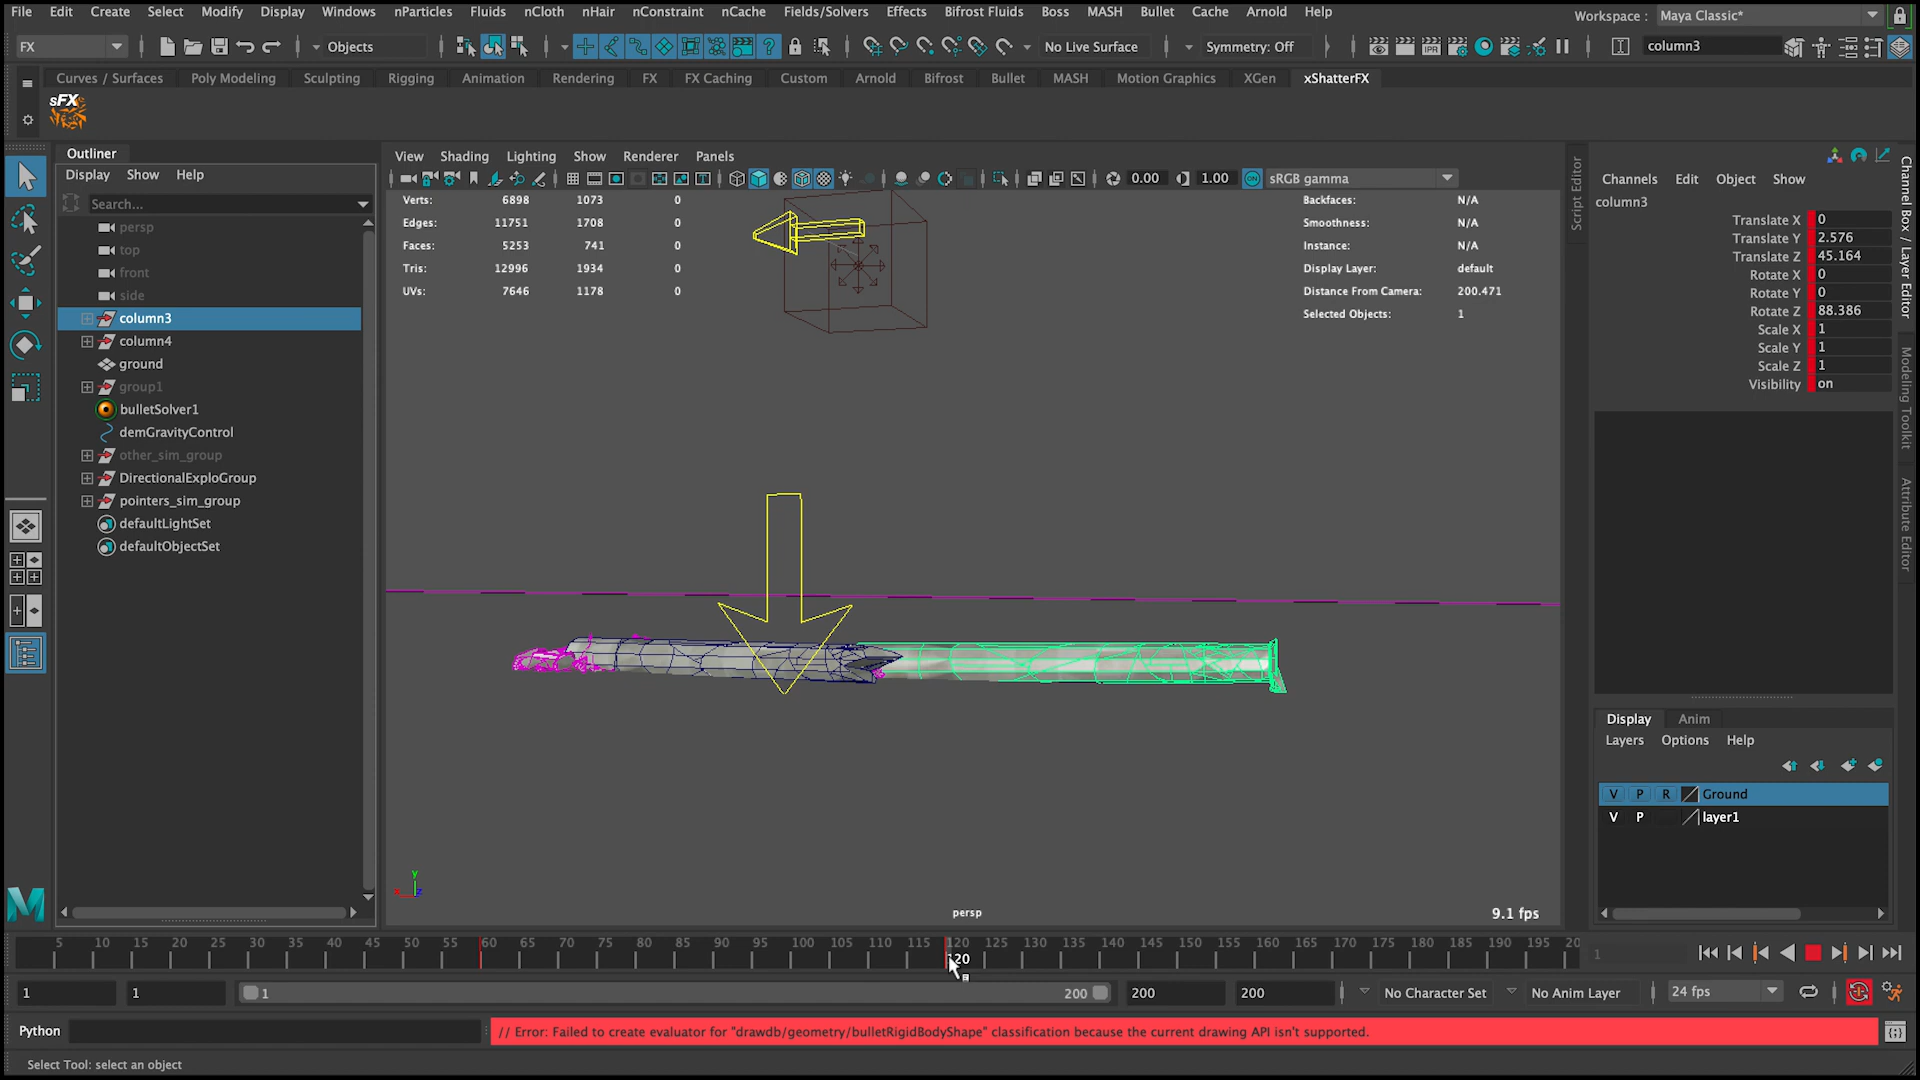 File Edit Create Select Modify Display Windows nParticles Fluids nCloth nHair nConstraint nCache Fields/Solvers Effects Bifrost Fluids Boss MASH Bullet Cache Arnold Help Workspace : Maya Classic*
FX Objects No Live Surface Symmetry: Off column3
Curves / Surfaces Poly Modeling Sculpting Rigging Animation Rendering FX FX Caching Custom Arnold Bifrost Bullet MASH Motion Graphics XGen xShatterFX
sFX
Outliner
Display Show Help
Search...
persp
top
front
side
column3
column4
ground
group1
bulletSolver1
demGravityControl
other_sim_group
DirectionalExploGroup
pointers_sim_group
defaultLightSet
defaultObjectSet
View Shading Lighting Show Renderer Panels
0.00 1.00 ON sRGB gamma
Verts: 6898 1073 0
Edges: 11751 1708 0
Faces: 5253 741 0
Tris: 12996 1934 0
UVs: 7646 1178 0
Backfaces: N/A
Smoothness: N/A
Instance: N/A
Display Layer: default
Distance From Camera: 200.471
Selected Objects: 1
y
x z
persp
9.1 fps
Script Editor
Channels Edit Object Show
column3
Translate X 0
Translate Y 2.576
Translate Z 45.164
Rotate X 0
Rotate Y 0
Rotate Z 88.386
Scale X 1
Scale Y 1
Scale Z 1
Visibility on
Channel Box / Layer Editor
Modeling Toolkit
Attribute Editor
Display Anim
Layers Options Help
V P R Ground
V P layer1
5 10 15 20 25 30 35 40 45 50 55 60 65 70 75 80 85 90 95 100 105 110 115 120 125 130 135 140 145 150 155 160 165 170 175 180 185 190 195 20
120
1
1 1 1 200 200 200 No Character Set No Anim Layer 24 fps
Python // Error: Failed to create evaluator for "drawdb/geometry/bulletRigidBodyShape" classification because the current drawing API isn't supported.
Select Tool: select an object